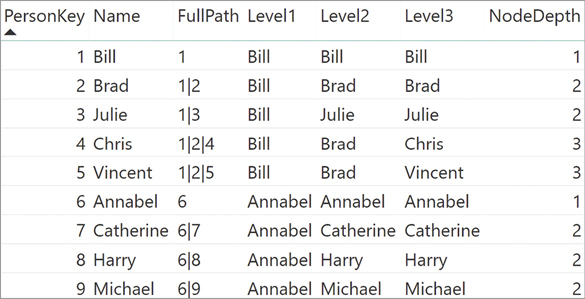 PersonKey Name FullPath Level1 Level2 Level3 NodeDepth
1 Bill 1 Bill Bill Bill 1
2 Brad 1|2 Bill Brad Brad 2
3 Julie 1|3 Bill Julie Julie 2
4 Chris 1|2|4 Bill Brad Chris 3
5 Vincent 1|2|5 Bill Brad Vincent 3
6 Annabel 6 Annabel Annabel Annabel 1
7 Catherine 6|7 Annabel Catherine Catherine 2
8 Harry 6|8 Annabel Harry Harry 2
9 Michael 6|9 Annabel Michael Michael 2